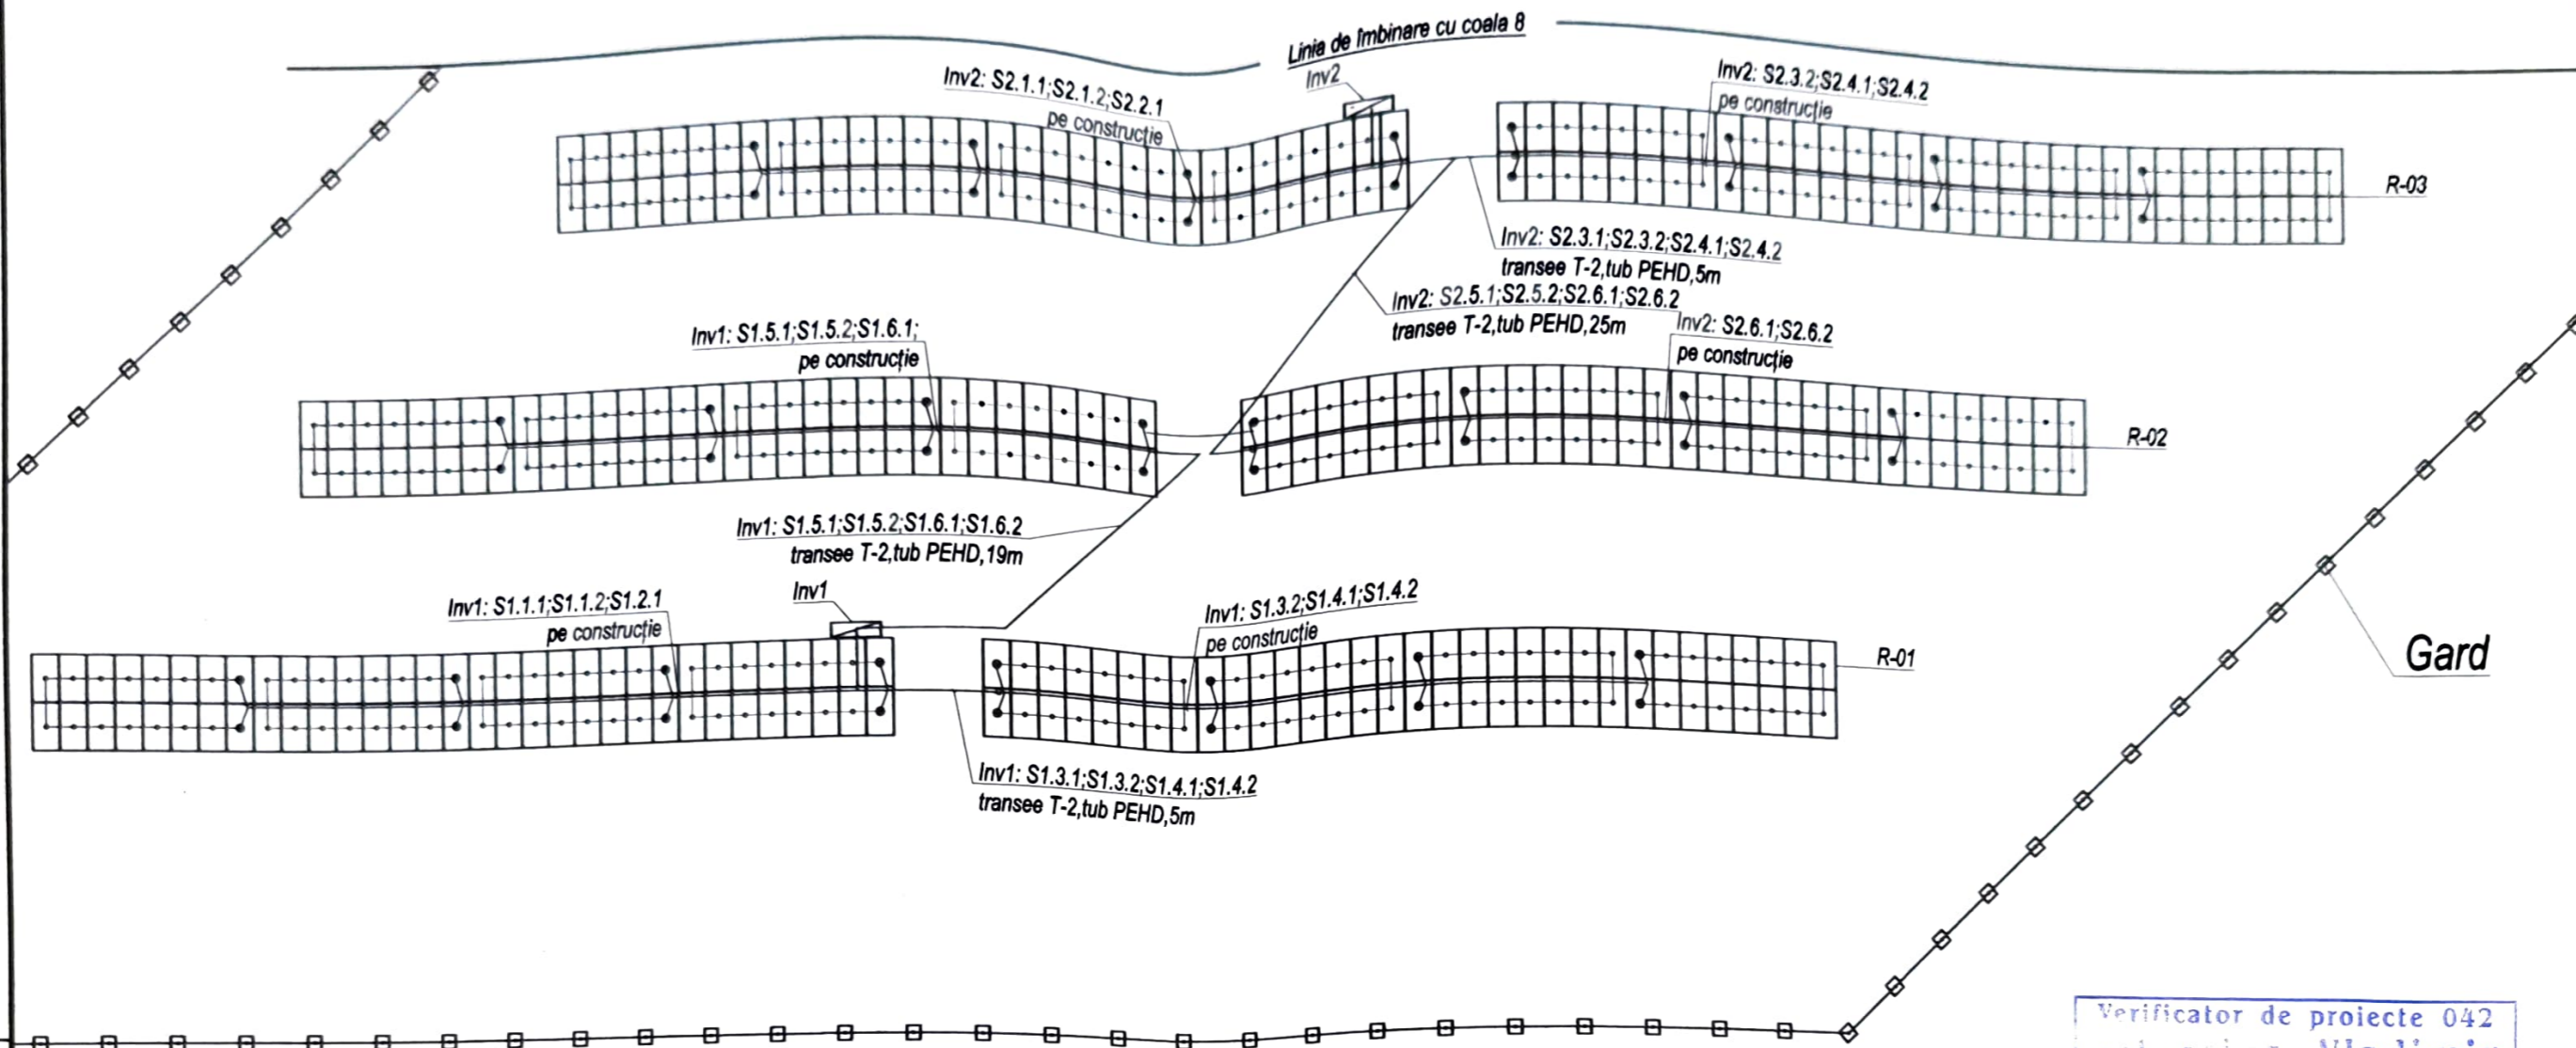 Linia de îmbinare cu coala 8
Inv2
Inv2: S2.1.1;S2.1.2;S2.2.1
pe construcție
Inv2: S2.3.2;S2.4.1;S2.4.2
pe construcție
R-03
Inv2: S2.3.1;S2.3.2;S2.4.1;S2.4.2
transee T-2,tub PEHD,5m
Inv2: S2.5.1;S2.5.2;S2.6.1;S2.6.2
transee T-2,tub PEHD,25m
Inv2: S2.6.1;S2.6.2
pe construcție
Inv1: S1.5.1;S1.5.2;S1.6.1;
pe construcție
R-02
Inv1: S1.5.1;S1.5.2;S1.6.1;S1.6.2
transee T-2,tub PEHD,19m
Inv1
Inv1: S1.1.1;S1.1.2;S1.2.1
pe construcție
Inv1: S1.3.2;S1.4.1;S1.4.2
pe construcție
R-01
Gard
Inv1: S1.3.1;S1.3.2;S1.4.1;S1.4.2
transee T-2,tub PEHD,5m
Verificator de proiecte 042